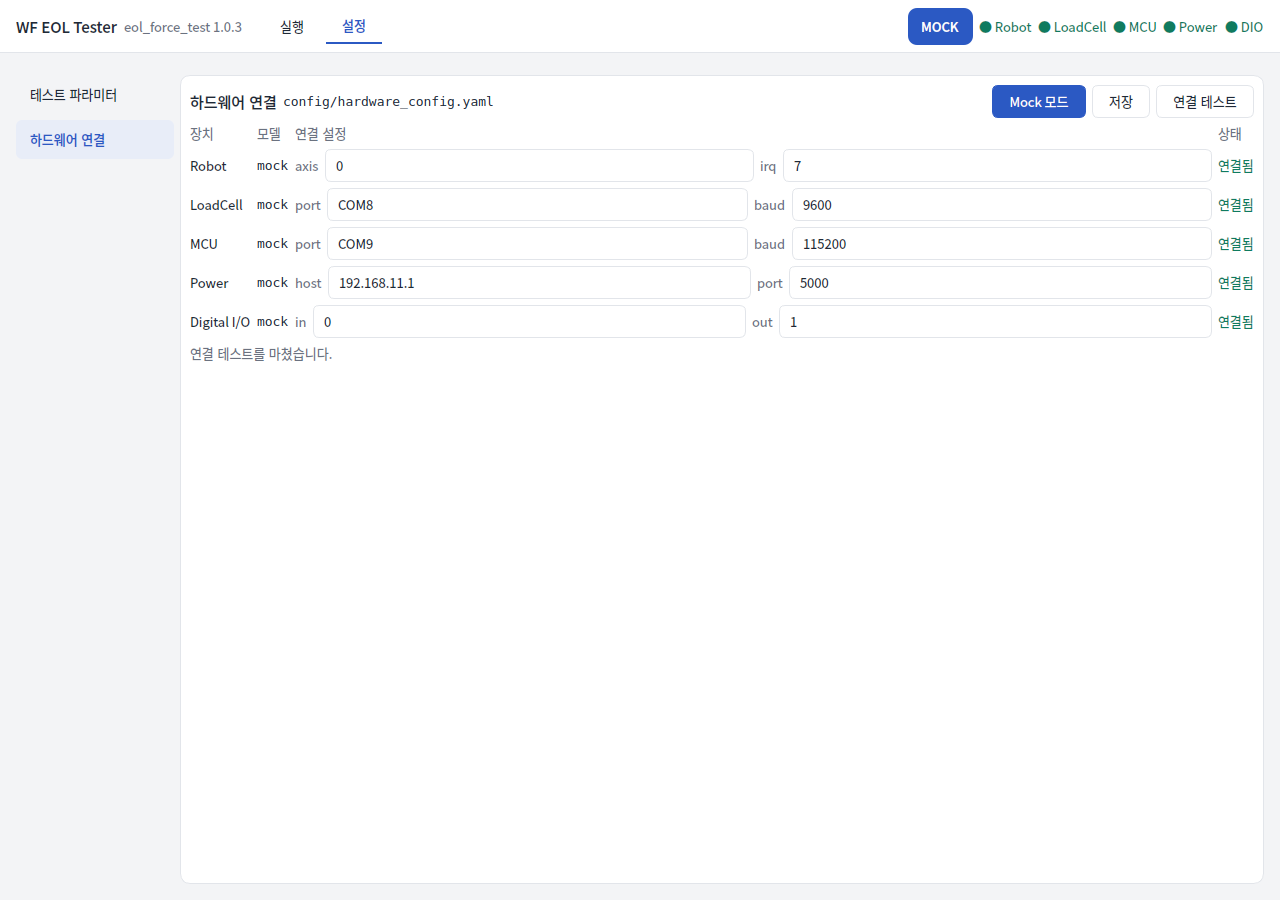 WF EOL Tester eol_force_test 1.0.3 실행 설정 MOCK Robot LoadCell MCU Power DIO
테스트 파라미터
하드웨어 연결
하드웨어 연결 config/hardware_config.yaml Mock 모드 저장 연결 테스트
장치 모델 연결 설정 상태
Robot mock axis 0 irq 7 연결됨
LoadCell mock port COM8 baud 9600 연결됨
MCU mock port COM9 baud 115200 연결됨
Power mock host 192.168.11.1 port 5000 연결됨
Digital I/O mock in 0 out 1 연결됨
연결 테스트를 마쳤습니다.